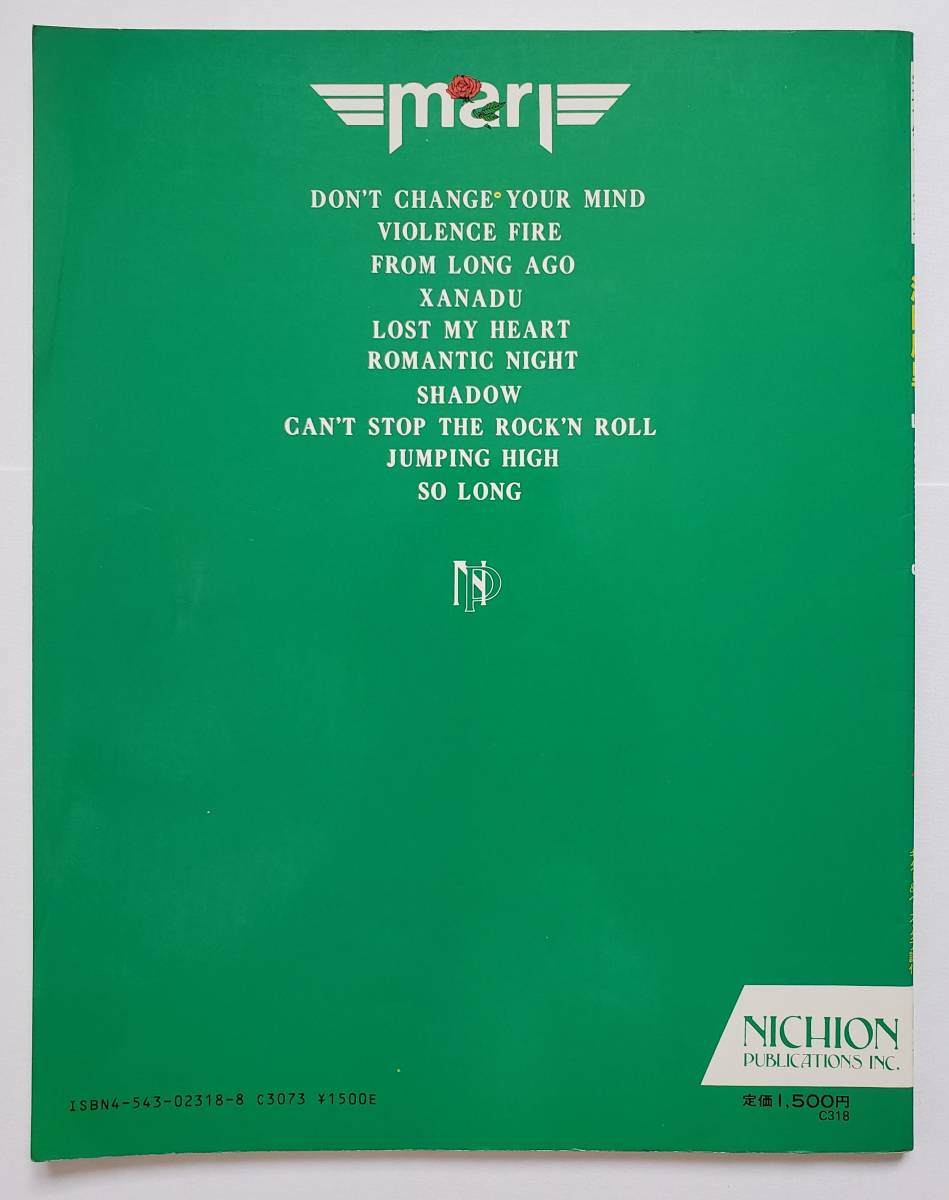 mari
DON'T CHANGE YOUR MIND
VIOLENCE FIRE
FROM LONG AGO
XANADU
LOST MY HEART
ROMANTIC NIGHT
SHADOW
CAN'T STOP THE ROCK'N ROLL
JUMPING HIGH
SO LONG
NP
NICHION
PUBLICATIONS INC.
ISBN4-543-02318-8 C3073 ¥1500E
定価1,500円
C318